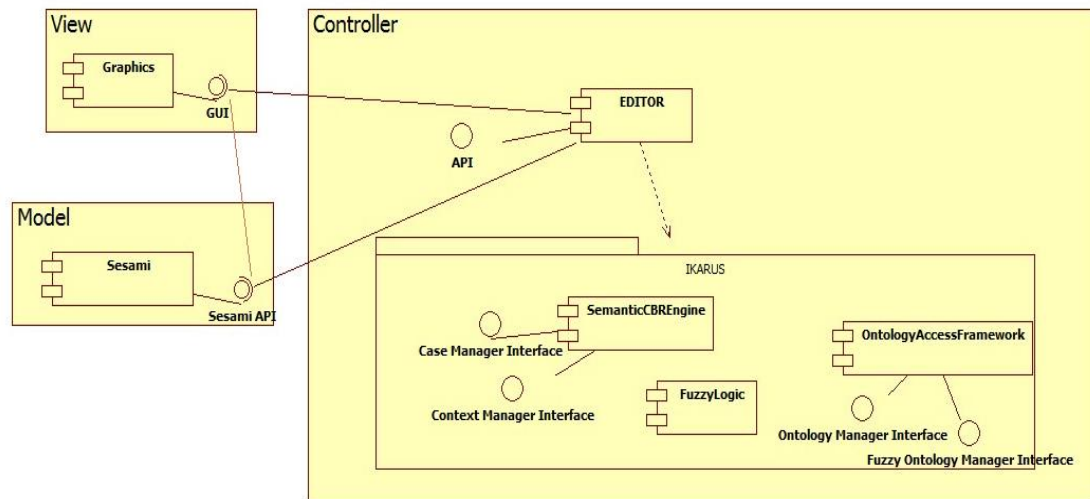 View
Graphics
GUI
Controller
EDITOR
API
Model
Sesami
Sesami API
IKARUS
SemanticCBREngine
Case Manager Interface
Context Manager Interface
FuzzyLogic
OntologyAccessFramework
Ontology Manager Interface
Fuzzy Ontology Manager Interface